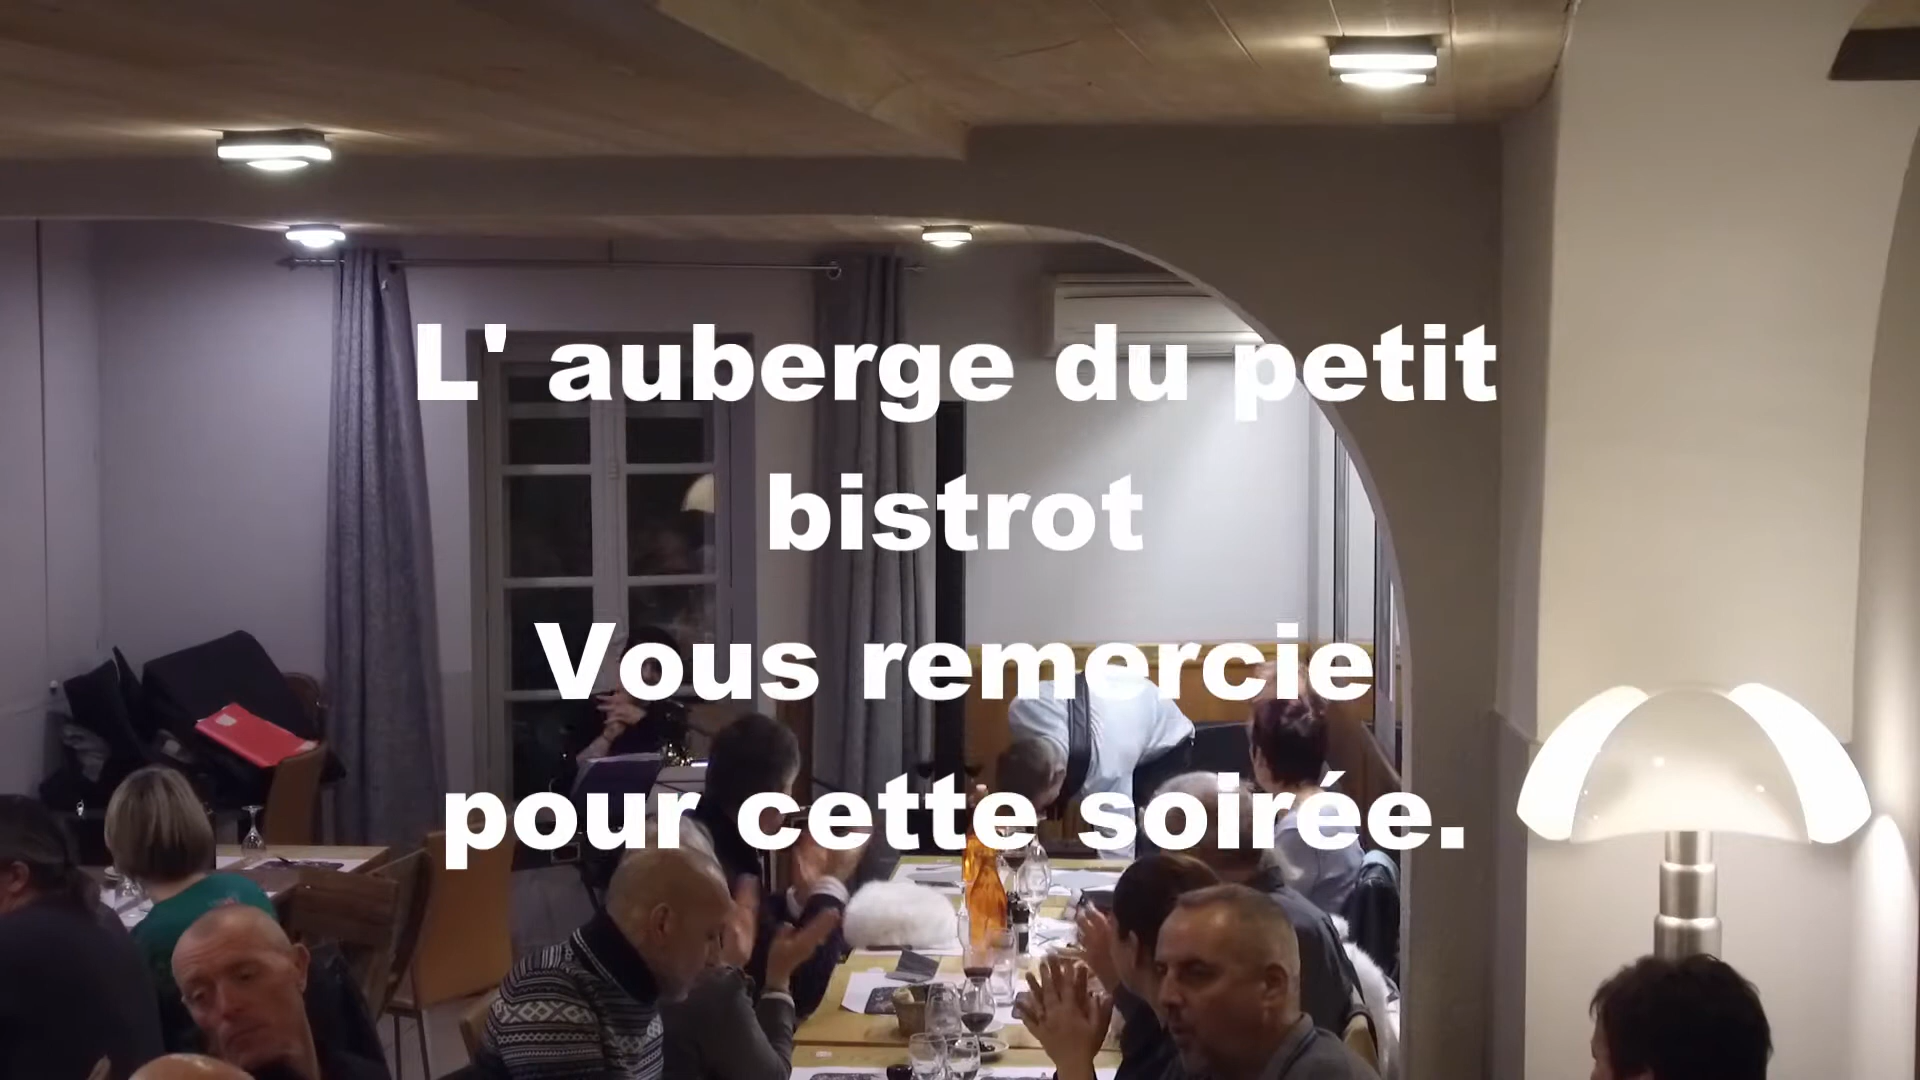 L' auberge du petit
bistrot
Vous remercie
pour cette soirée.